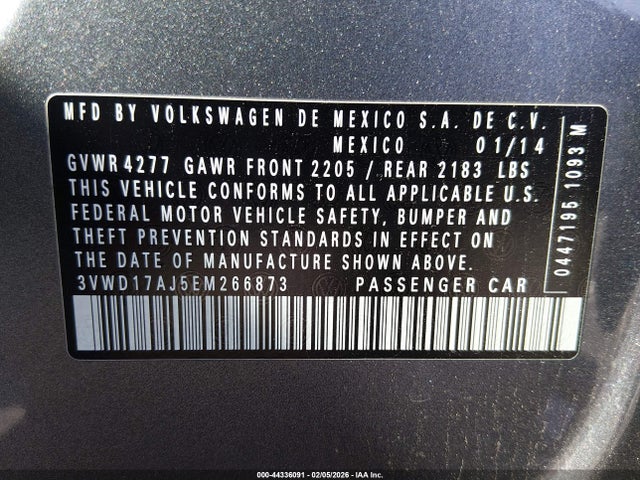 MFD BY VOLKSWAGEN DE MEXICO S.A. DE C.V.
MEXICO 01/14
GVWR 4277 GAWR FRONT 2205 / REAR 2183 LBS
THIS VEHICLE CONFORMS TO ALL APPLICABLE U.S.
FEDERAL MOTOR VEHICLE SAFETY, BUMPER AND
THEFT PREVENTION STANDARDS IN EFFECT ON
THE DATE OF MANUFACTURE SHOWN ABOVE.
3VWD17AJ5EM266873 PASSENGER CAR
0447195 1093 M
000-44336091 - 02/05/2026 - IAA Inc.